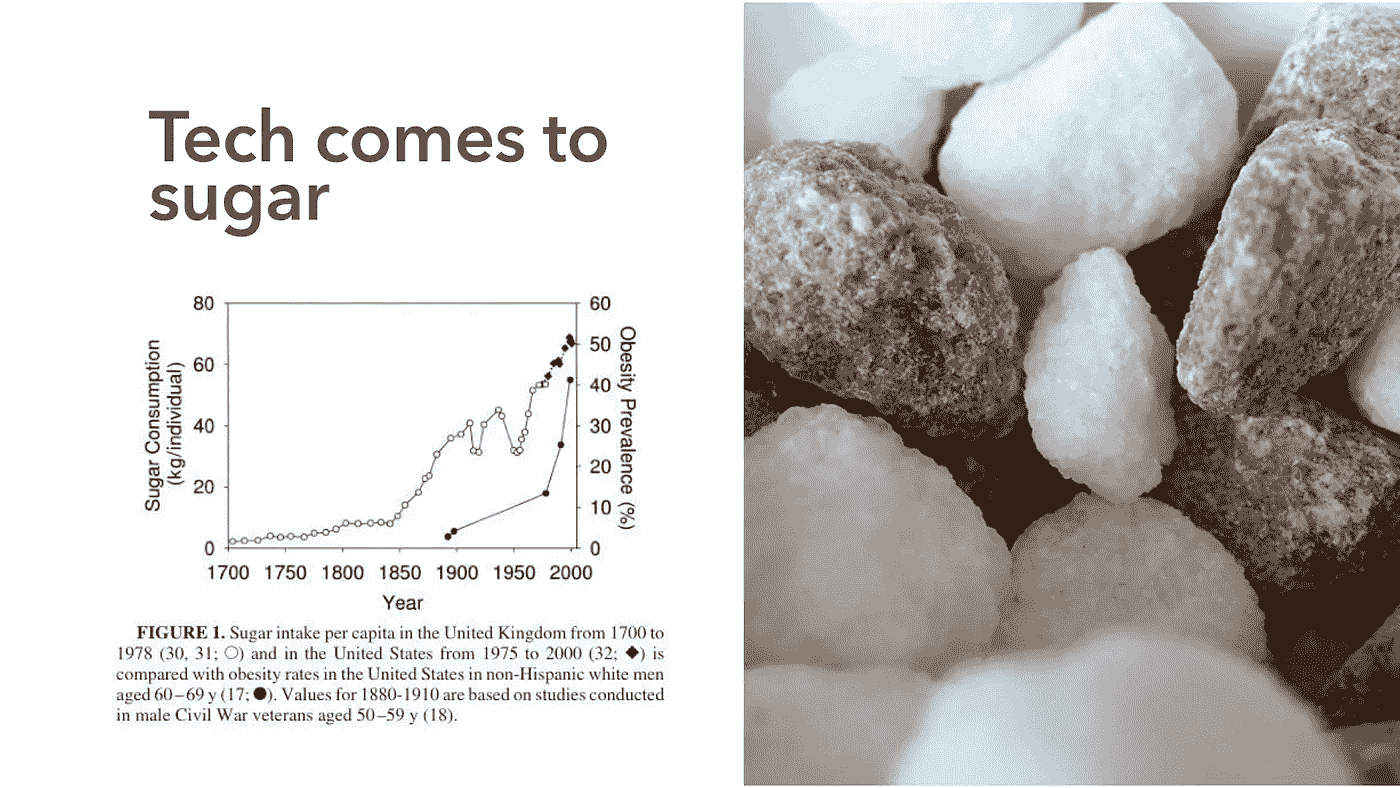 Tech comes to
sugar
80
60
40
20
0
Sugar Consumption
(kg/individual)
60
50
40
30
20
10
0
Obesity Prevalence (%)
1700 1750 1800 1850 1900 1950 2000
Year
FIGURE 1. Sugar intake per capita in the United Kingdom from 1700 to
1978 (30, 31; ○) and in the United States from 1975 to 2000 (32; ◆) is
compared with obesity rates in the United States in non-Hispanic white men
aged 60–69 y (17; ●). Values for 1880-1910 are based on studies conducted
in male Civil War veterans aged 50–59 y (18).